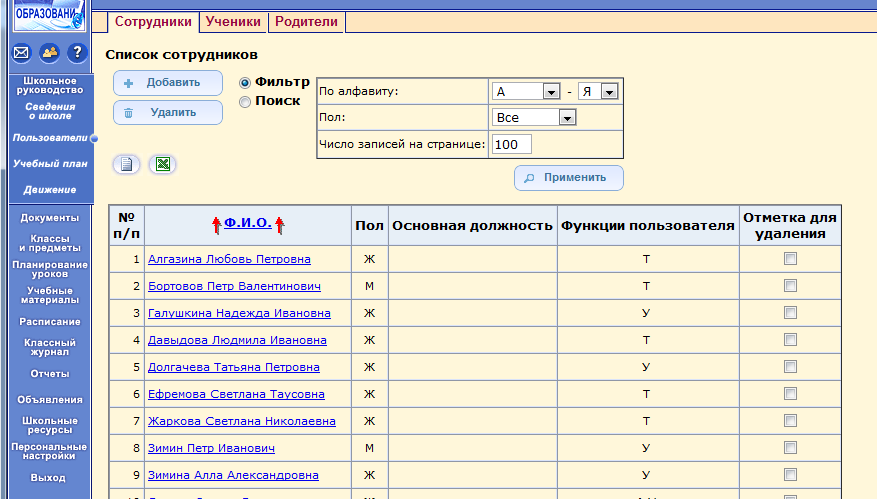 ОБРАЗОВАНИ
Сотрудники
Ученики
Родители
?
Школьное
руководство
Сведения
о школе
Пользователи
Учебный план
Движение
Документы
Классы
и предметы
Планирование
уроков
Учебные
материалы
Расписание
Классный
журнал
Отчеты
Объявления
Школьные
ресурсы
Персональные
настройки
Выход
Список сотрудников
Добавить
Удалить
Фильтр
Поиск
По алфавиту: А - Я
Пол: Все
Число записей на странице: 100
Применить
№ п/п Ф.И.О. Пол Основная должность Функции пользователя Отметка для удаления
1 Алгазина Любовь Петровна Ж Т
2 Бортовов Петр Валентинович М Т
3 Галушкина Надежда Ивановна Ж У
4 Давыдова Людмила Ивановна Ж Т
5 Долгачева Татьяна Петровна Ж У
6 Ефремова Светлана Таусовна Ж Т
7 Жаркова Светлана Николаевна Ж Т
8 Зимин Петр Иванович М У
9 Зимина Алла Александровна Ж У